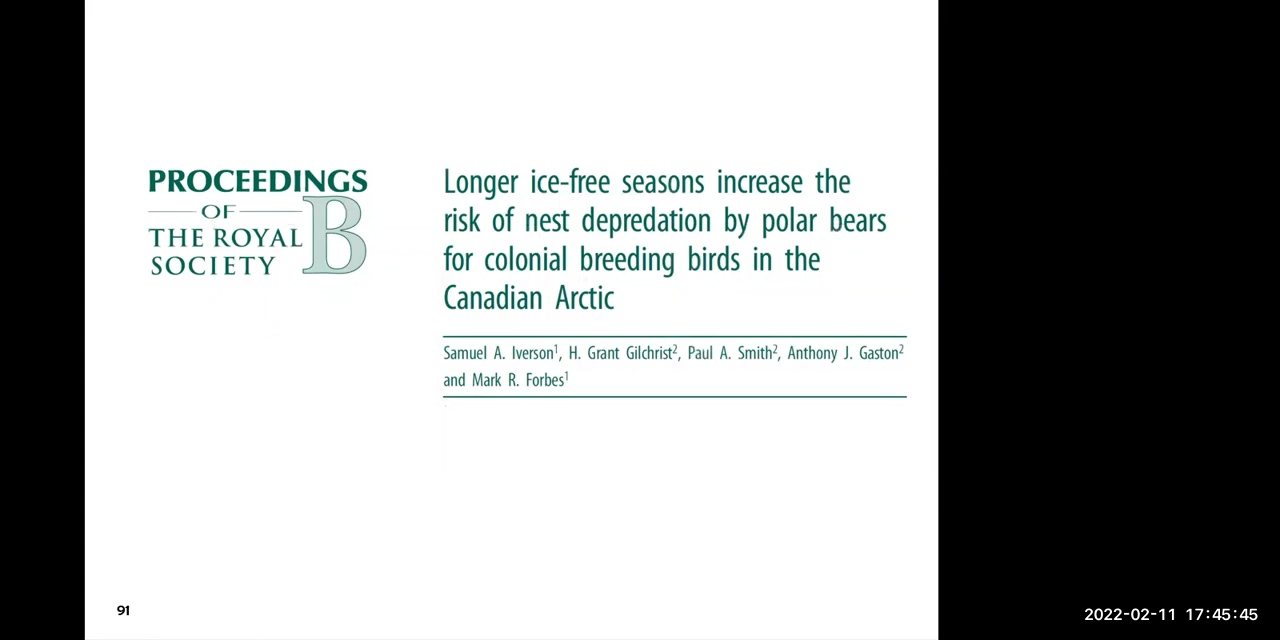 PROCEEDINGS
OF
THE ROYAL
SOCIETY
B
Longer ice-free seasons increase the
risk of nest depredation by polar bears
for colonial breeding birds in the
Canadian Arctic
Samuel A. Iverson¹, H. Grant Gilchrist², Paul A. Smith², Anthony J. Gaston²
and Mark R. Forbes¹
91
2022-02-11 17:45:45